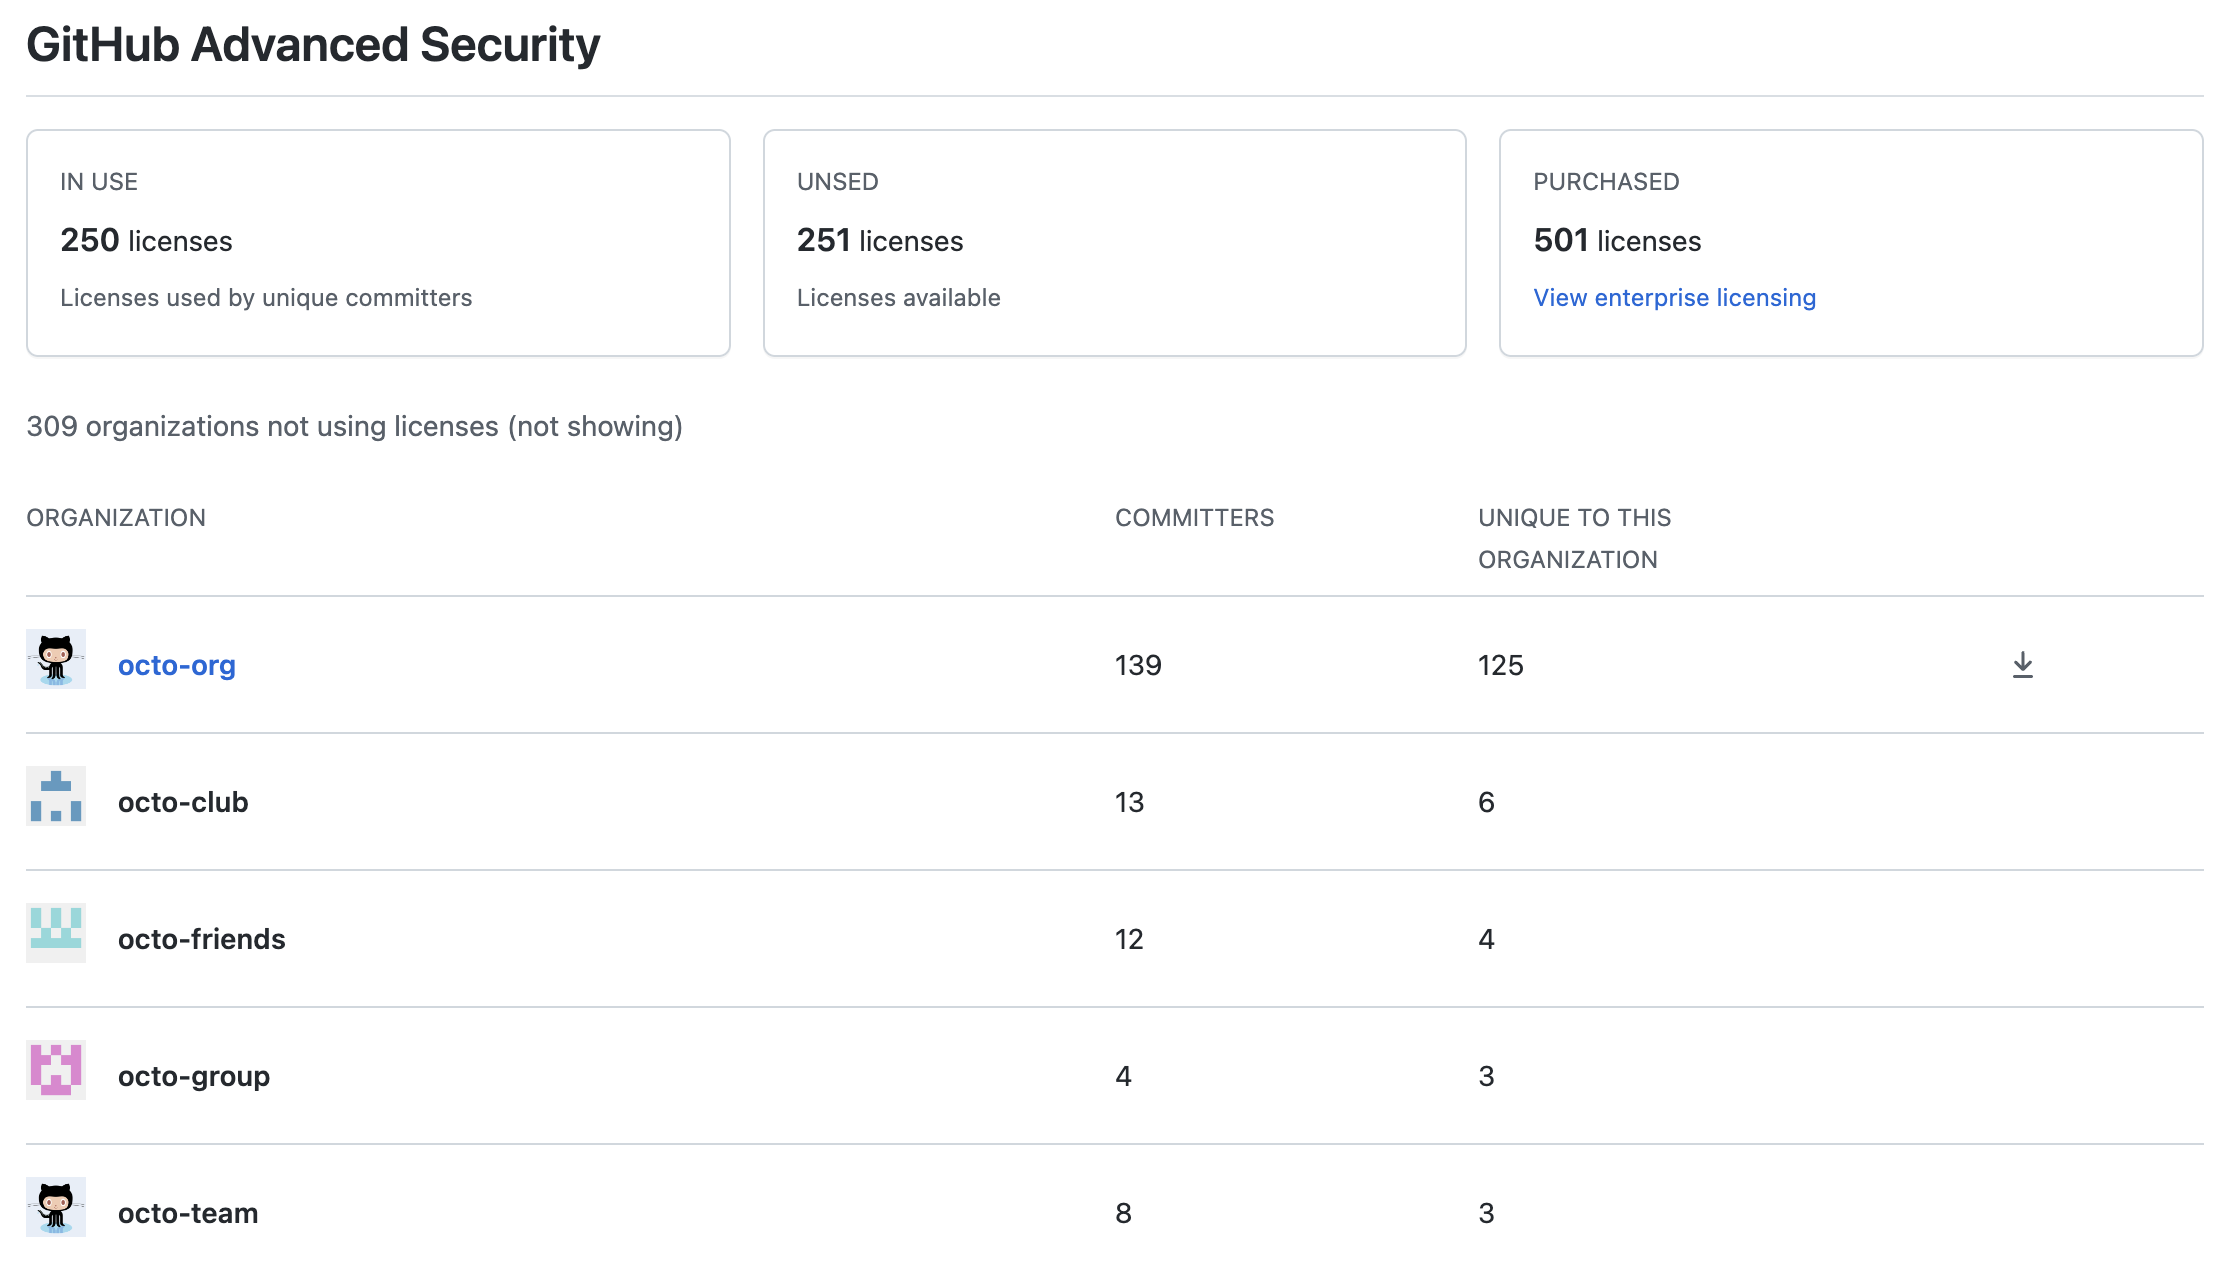 GitHub Advanced Security
IN USE
250 licenses
Licenses used by unique committers
UNSED
251 licenses
Licenses available
PURCHASED
501 licenses
View enterprise licensing
309 organizations not using licenses (not showing)
ORGANIZATION COMMITTERS UNIQUE TO THIS
ORGANIZATION
octo-org 139 125
octo-club 13 6
octo-friends 12 4
octo-group 4 3
octo-team 8 3